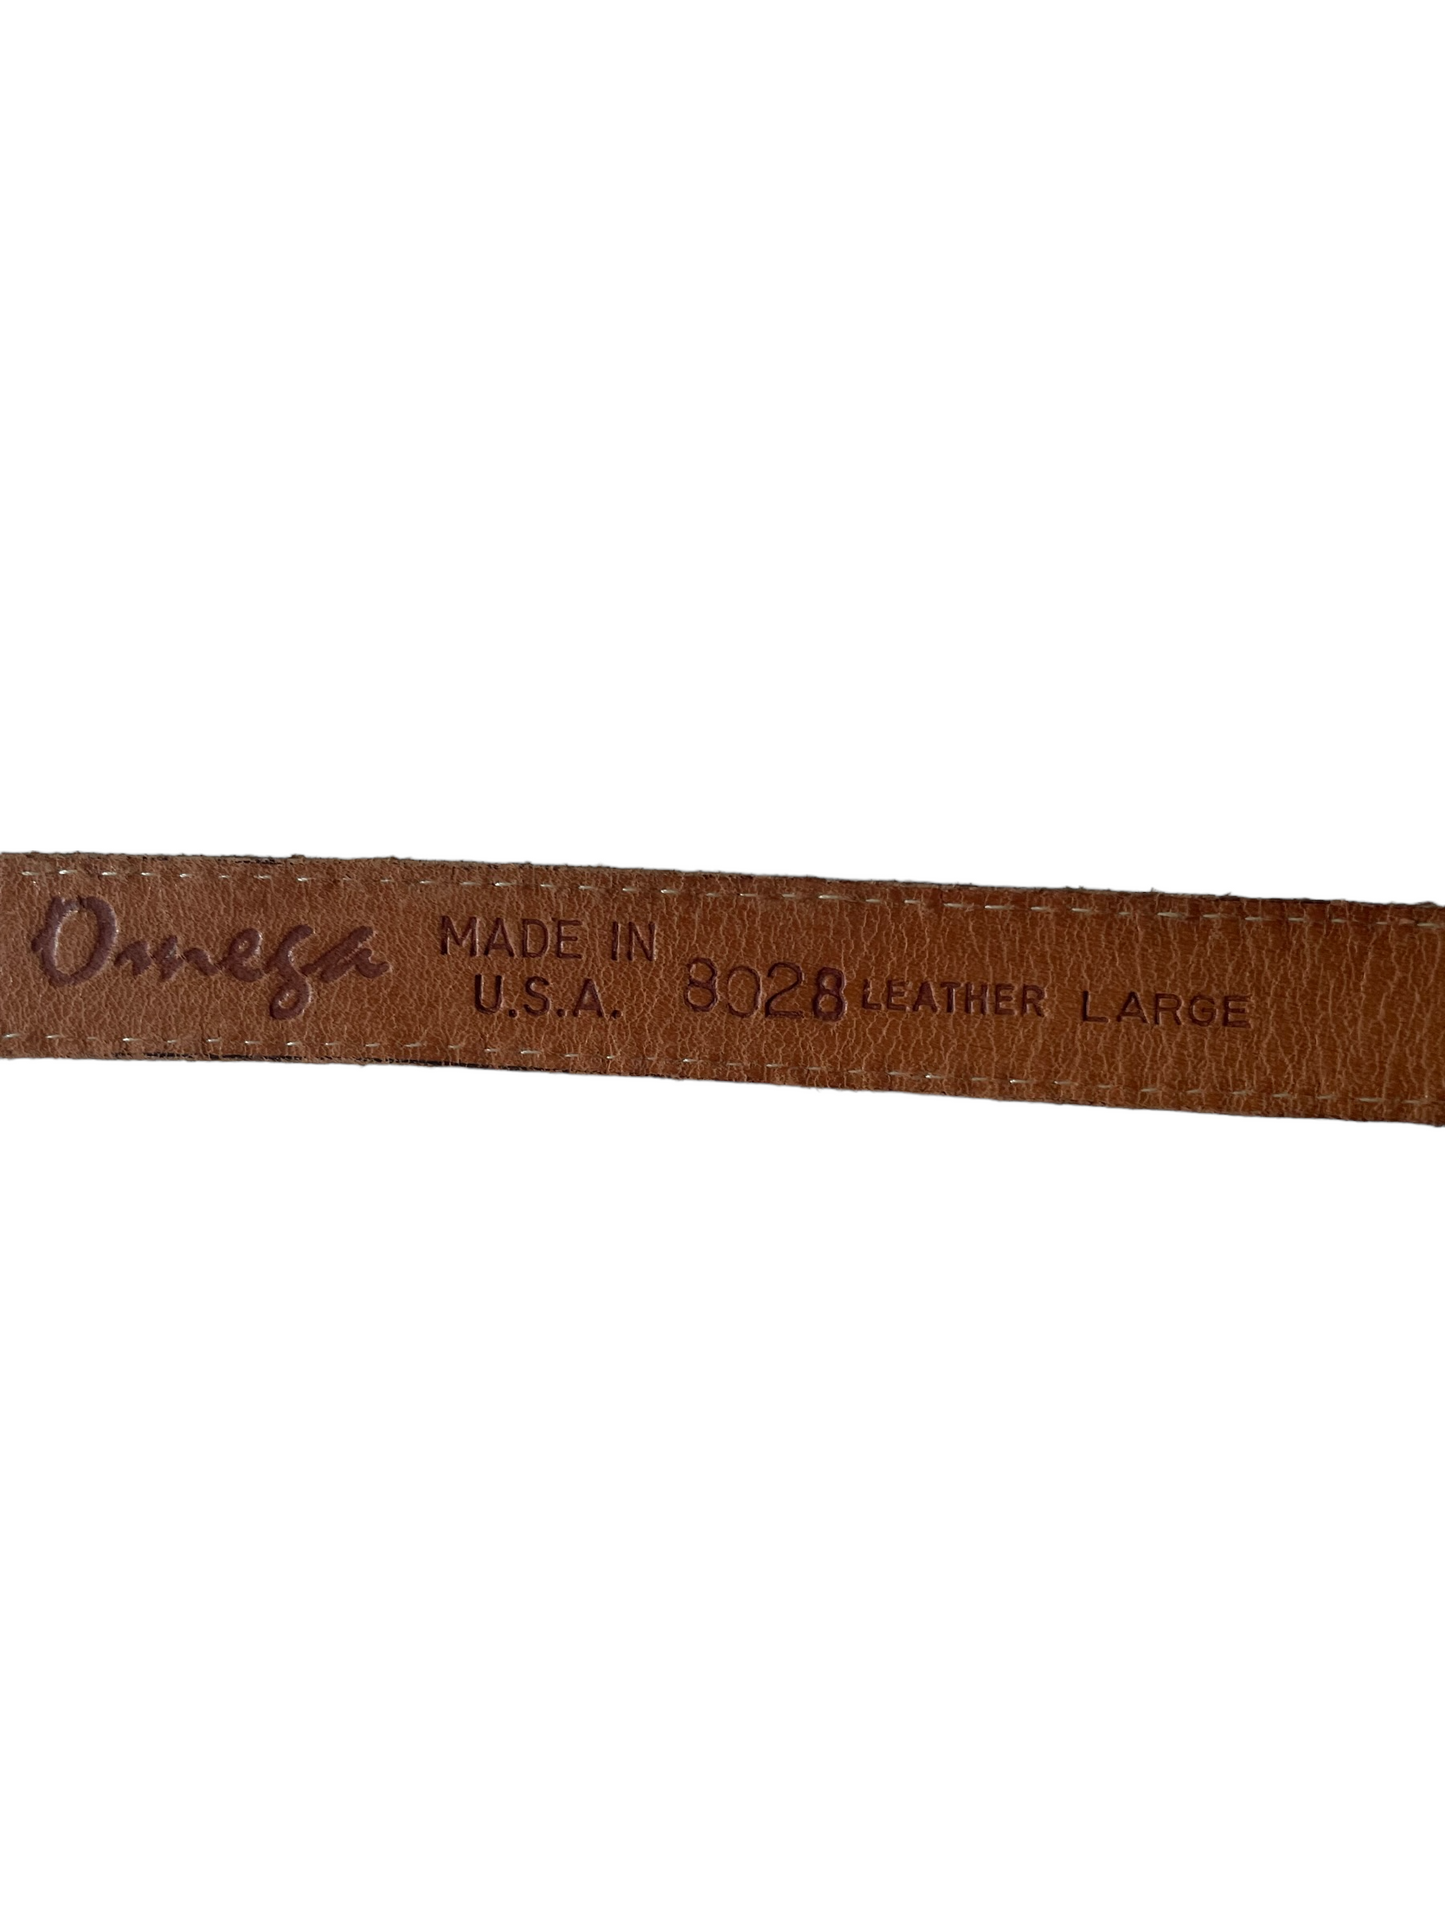 Omega
MADE IN
U.S.A.
8028 LEATHER LARGE